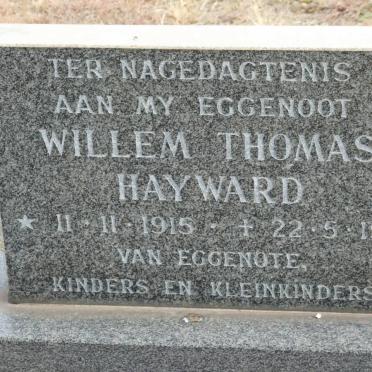 TER NAGEDAGTENIS
AAN MY EGGENOOT
WILLEM THOMAS
HAYWARD
* 11·11·1915 · ✝ 22·5·1
VAN EGGENOTE,
KINDERS EN KLEINKINDERS